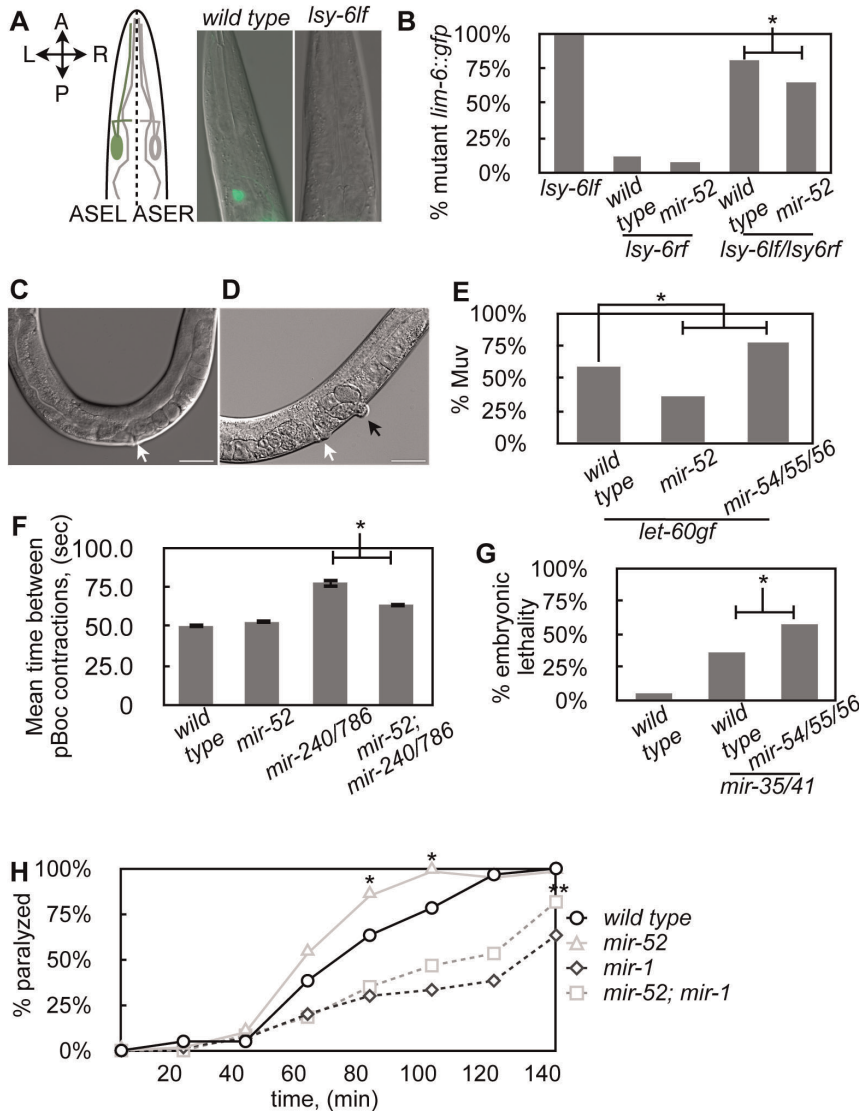 A
A
L R
P
ASEL ASER
wild type lsy-6lf
B
% mutant lim-6::gfp
100%
75%
50%
25%
0%
*
lsy-6lf
wild type
mir-52
wild type
mir-52
lsy-6rf
lsy-6lf/lsy6rf
C
D
E
% Muv
100%
75%
50%
25%
0%
*
wild type
mir-52
mir-54/55/56
let-60gf
F
Mean time between
pBoc contractions, (sec)
100.0
75.0
50.0
25.0
0
*
wild type
mir-52
mir-240/786
mir-52;
mir-240/786
G
% embryonic
lethality
100%
75%
50%
25%
0%
*
wild type
wild type
mir-54/55/56
mir-35/41
H
% paralyzed
100%
75%
50%
25%
0%
* *
**
20 40 60 80 100 120 140
time, (min)
wild type
mir-52
mir-1
mir-52; mir-1